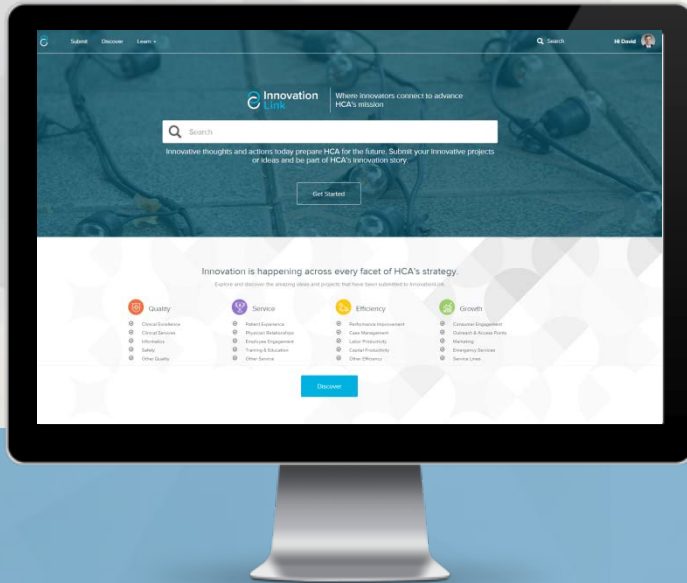 Submit Discover Learn
Search
Hi David
Innovation
Link
Where innovators connect to advance
HCA's mission
Search
Innovative thoughts and actions today prepare HCA for the future. Submit your innovative projects
or ideas and be part of HCA's innovation story
Get Started
Innovation is happening across every facet of HCA's strategy.
Explore and discover the amazing ideas and projects that have been submitted to InnovationLink.
Quality
Clinical Excellence
Clinical Services
Informatics
Safety
Other Quality
Service
Patient Experience
Physician Relationships
Employee Engagement
Training & Education
Other Service
Efficiency
Performance Improvement
Case Management
Labor Productivity
Capital Productivity
Other Efficiency
Growth
Consumer Engagement
Outreach & Access Points
Marketing
Emergency Services
Service Lines
Discover